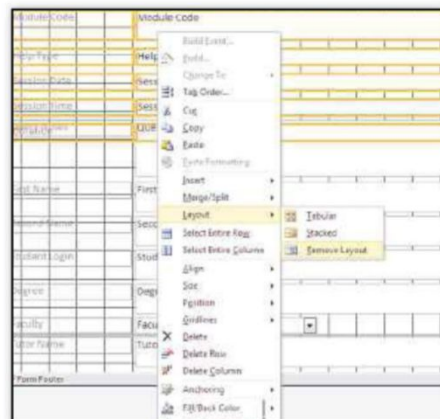 Module Code
Module Code
Build Event...
Build...
Help Type
Help
Change To
Session Date
Sess
Tab Order...
Session Time
Sess
Cut
QUE
Copy
Paste
Paste Formatting
Insert
First Name
First
Merge/Split
Layout
Tabular
Second Name
Seco
Select Entire Row
Stacked
Select Entire Column
Remove Layout
Student Login
Stud
Align
Size
Degree
Degr
Position
Gridlines
Faculty
Facu
Delete
Tutor Name
Tuto
Delete Row
Delete Column
Form Footer
Anchoring
Fill/Back Color